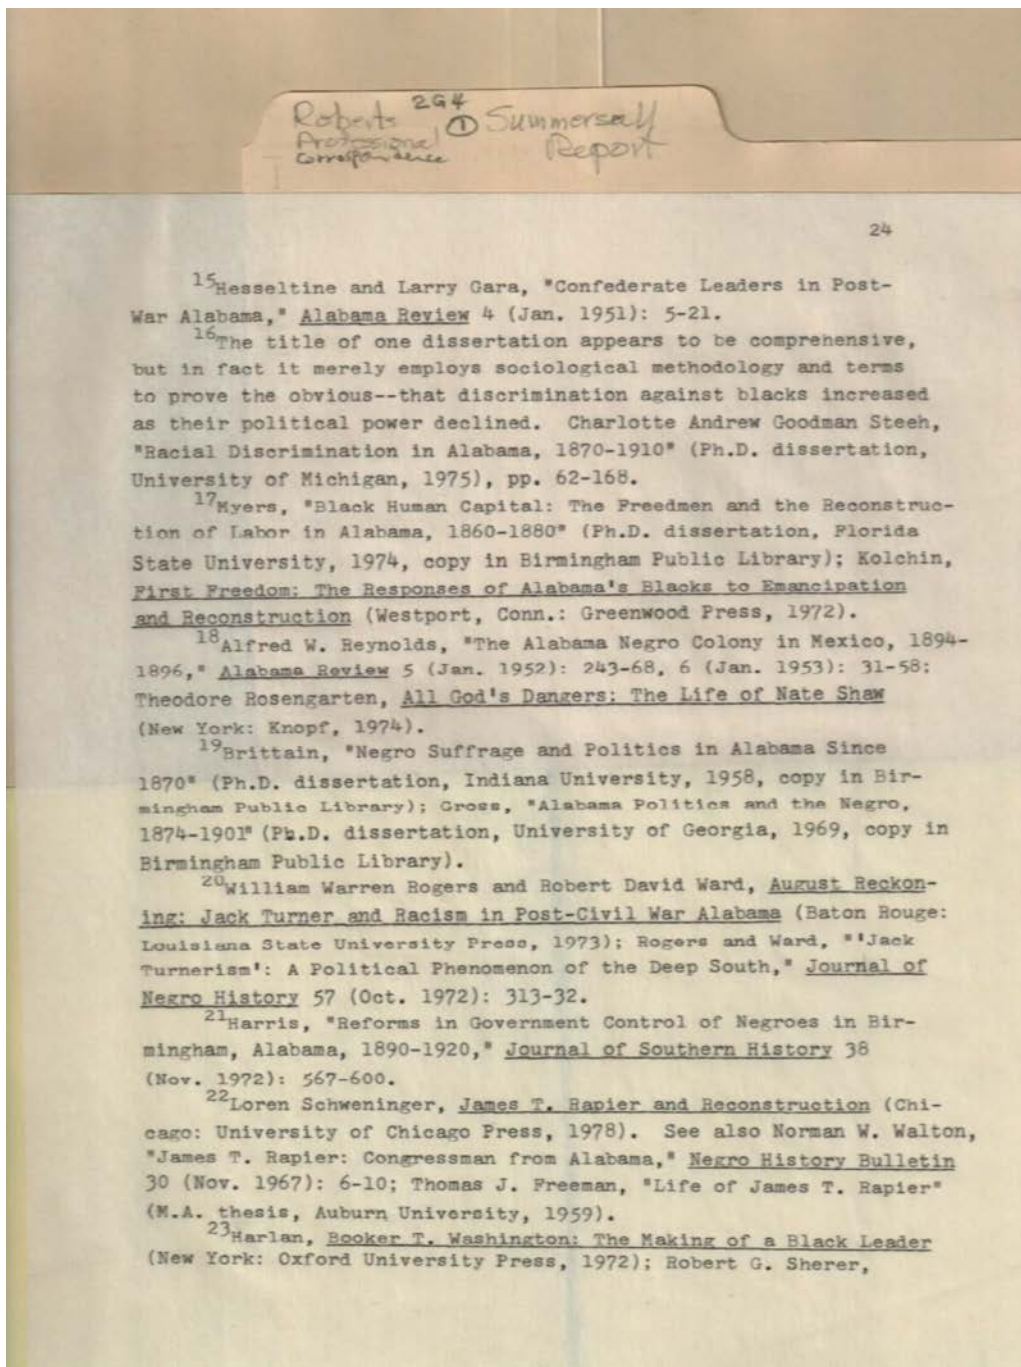 Roberts 2G4 ① Summersell
Professional Report
Correspondence
24
15Hesseltine and Larry Gara, "Confederate Leaders in Post-
War Alabama," Alabama Review 4 (Jan. 1951): 5-21.
16The title of one dissertation appears to be comprehensive,
but in fact it merely employs sociological methodology and terms
to prove the obvious--that discrimination against blacks increased
as their political power declined. Charlotte Andrew Goodman Steeh,
"Racial Discrimination in Alabama, 1870-1910" (Ph.D. dissertation,
University of Michigan, 1975), pp. 62-168.
17Myers, "Black Human Capital: The Freedmen and the Reconstruc-
tion of Labor in Alabama, 1860-1880" (Ph.D. dissertation, Florida
State University, 1974, copy in Birmingham Public Library); Kolchin,
First Freedom: The Responses of Alabama's Blacks to Emancipation
and Reconstruction (Westport, Conn.: Greenwood Press, 1972).
18Alfred W. Reynolds, "The Alabama Negro Colony in Mexico, 1894-
1896," Alabama Review 5 (Jan. 1952): 243-68, 6 (Jan. 1953): 31-58;
Theodore Rosengarten, All God's Dangers: The Life of Nate Shaw
(New York: Knopf, 1974).
19Brittain, "Negro Suffrage and Politics in Alabama Since
1870" (Ph.D. dissertation, Indiana University, 1958, copy in Bir-
mingham Public Library); Gross, "Alabama Politics and the Negro,
1874-1901" (Ph.D. dissertation, University of Georgia, 1969, copy in
Birmingham Public Library).
20William Warren Rogers and Robert David Ward, August Reckon-
ing: Jack Turner and Racism in Post-Civil War Alabama (Baton Rouge:
Louisiana State University Press, 1973); Rogers and Ward, "'Jack
Turnerism': A Political Phenomenon of the Deep South," Journal of
Negro History 57 (Oct. 1972): 313-32.
21Harris, "Reforms in Government Control of Negroes in Bir-
mingham, Alabama, 1890-1920," Journal of Southern History 38
(Nov. 1972): 567-600.
22Loren Schweninger, James T. Rapier and Reconstruction (Chi-
cago: University of Chicago Press, 1978). See also Norman W. Walton,
"James T. Rapier: Congressman from Alabama," Negro History Bulletin
30 (Nov. 1967): 6-10; Thomas J. Freeman, "Life of James T. Rapier"
(M.A. thesis, Auburn University, 1959).
23Harlan, Booker T. Washington: The Making of a Black Leader
(New York: Oxford University Press, 1972); Robert G. Sherer,